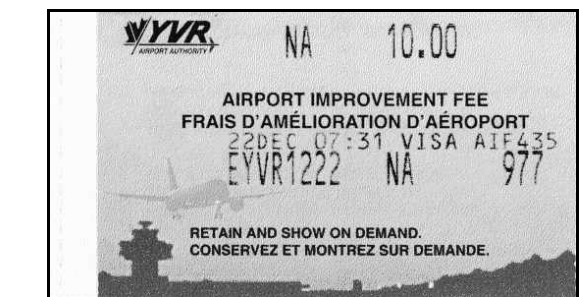 YVR NA 10.00
AIRPORT AUTHORITY
AIRPORT IMPROVEMENT FEE
FRAIS D'AMÉLIORATION D'AÉROPORT
22DEC 07:31 VISA AIF435
EYVR1222 NA 977
RETAIN AND SHOW ON DEMAND.
CONSERVEZ ET MONTREZ SUR DEMANDE.